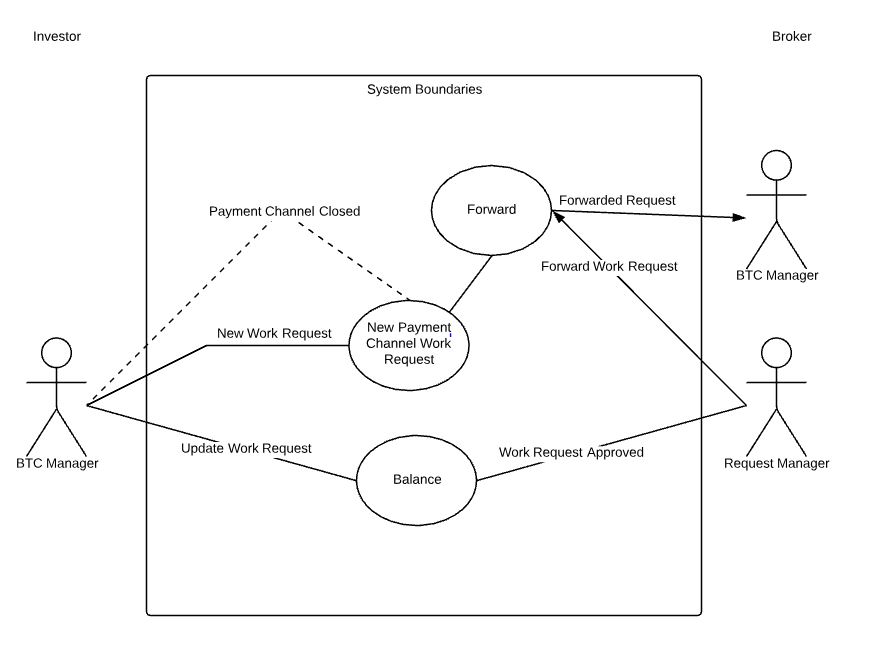 Investor
Broker
System Boundaries
Forward
Forwarded Request
Payment Channel Closed
Forward Work Request
BTC Manager
New Work Request
New Payment
Channel Work
Request
BTC Manager
Request Manager
Update Work Request
Work Request Approved
Balance